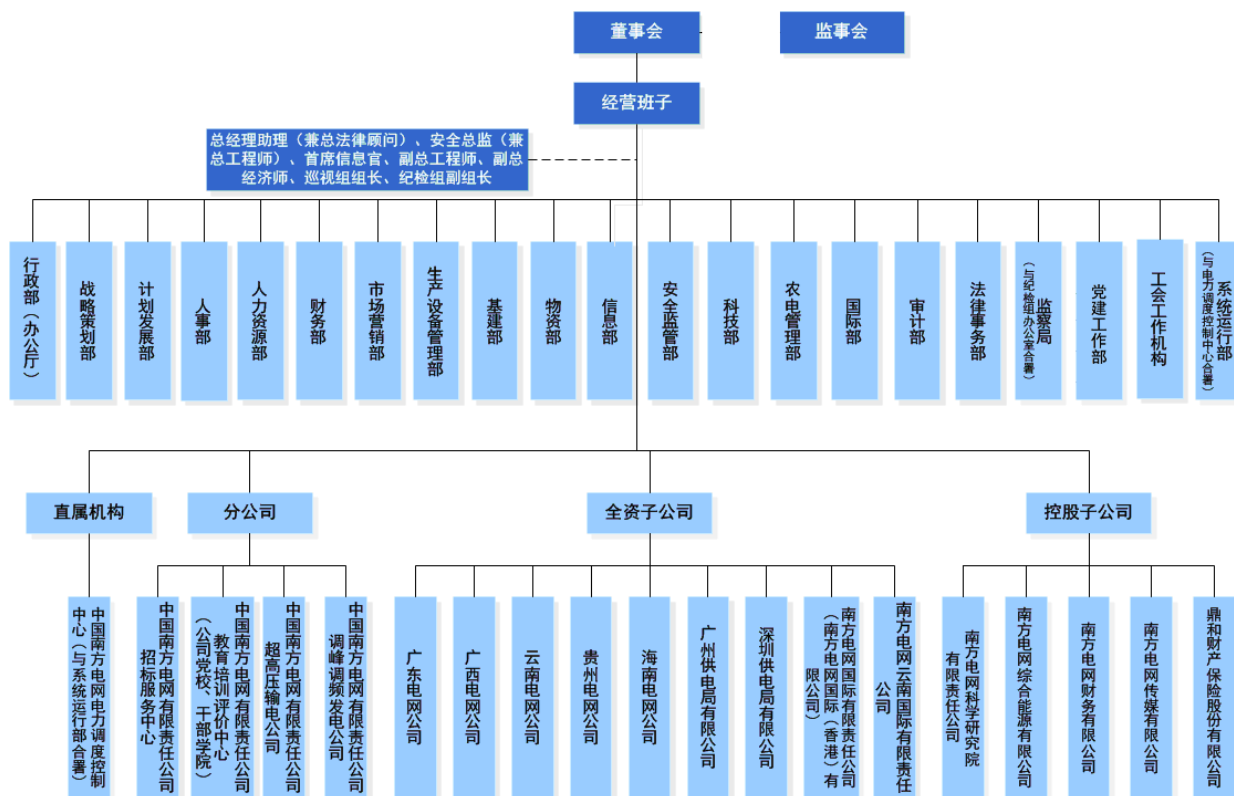 董事会
监事会
经营班子
总经理助理（兼总法律顾问）、安全总监（兼
总工程师）、首席信息官、副总工程师、副总
经济师、巡视组组长、纪检组副组长
行政部（办公厅）
战略策划部
计划发展部
人事部
人力资源部
财务部
市场营销部
生产设备管理部
基建部
物资部
信息部
安全监管部
科技部
农电管理部
国际部
审计部
法律事务部
监察局
（与纪检组办公室合署）
党建工作部
工会工作机构
系统运行部
（与电力调度控制中心合署）
直属机构
分公司
全资子公司
控股子公司
中国南方电网电力调度控制
中心（与系统运行部合署）
中国南方电网有限责任公司
招标服务中心
中国南方电网有限责任公司
教育培训评价中心
（公司党校、干部学院）
中国南方电网有限责任公司
超高压输电公司
中国南方电网有限责任公司
调峰调频发电公司
广东电网公司
广西电网公司
云南电网公司
贵州电网公司
海南电网公司
广州供电局有限公司
深圳供电局有限公司
南方电网国际有限责任公司
（南方电网国际（香港）有
限公司）
南方电网云南国际有限责任
公司
南方电网科学研究院
有限责任公司
南方电网综合能源有限公司
南方电网财务有限公司
南方电网传媒有限公司
鼎和财产保险股份有限公司